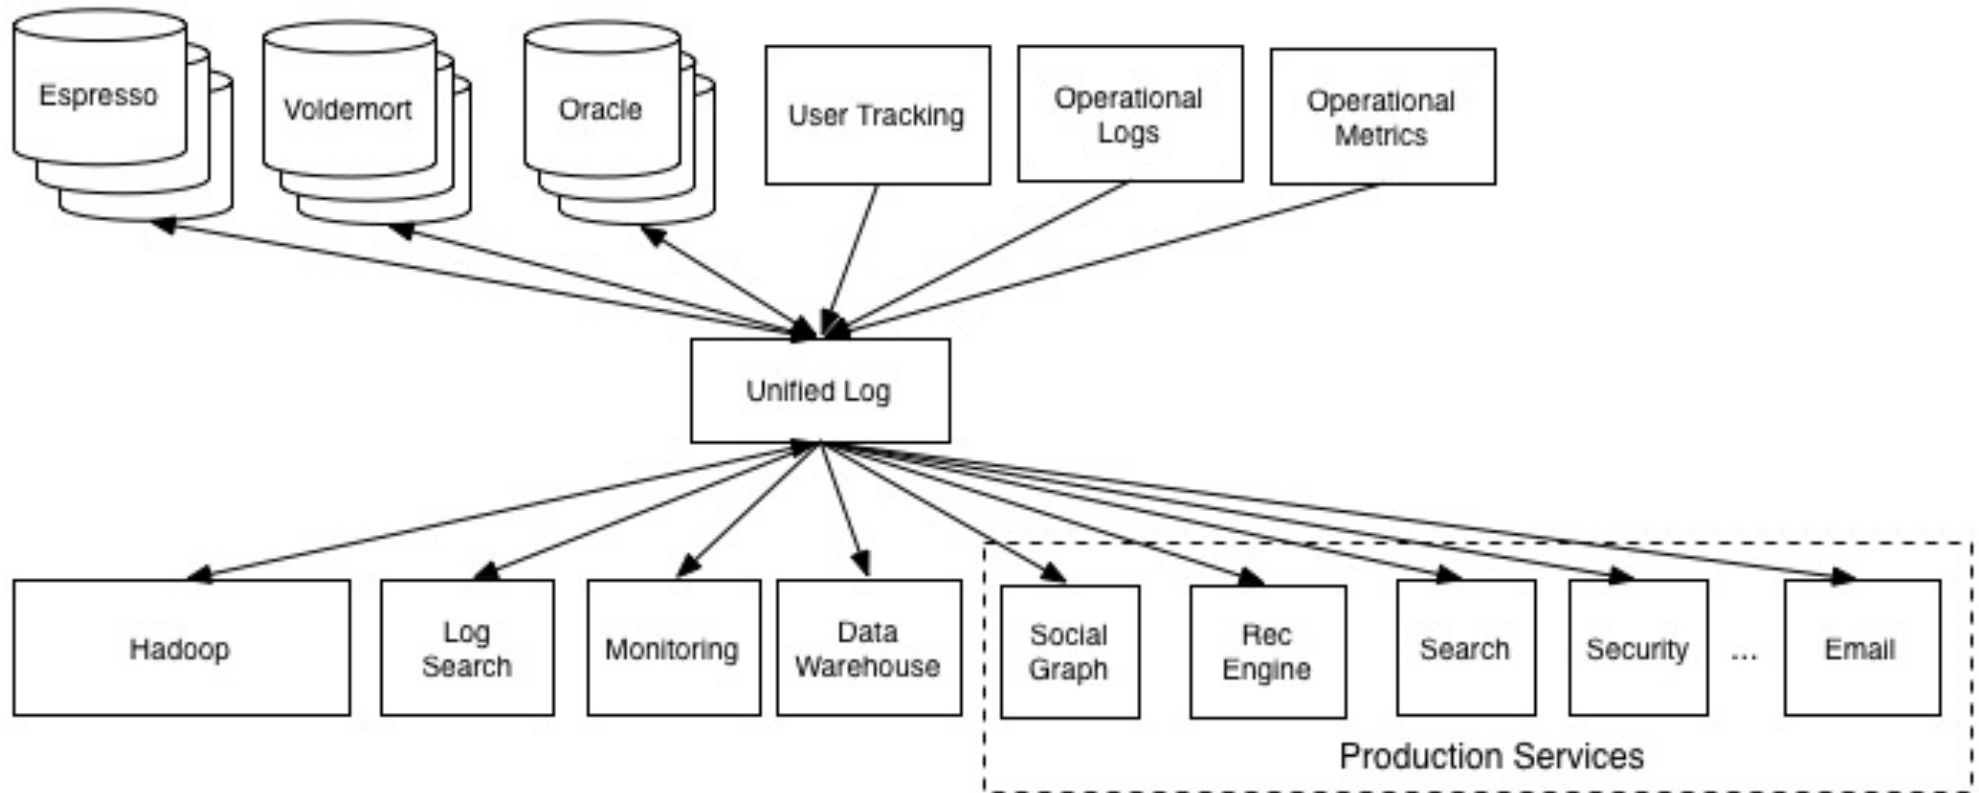 Espresso
Voldemort
Oracle
User Tracking
Operational
Logs
Operational
Metrics
Unified Log
Hadoop
Log
Search
Monitoring
Data
Warehouse
Social
Graph
Rec
Engine
Search
Security
...
Email
Production Services